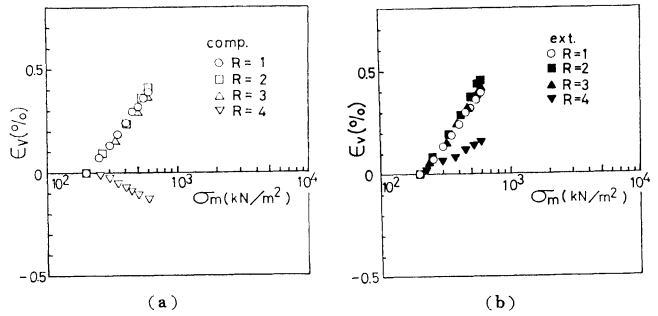 comp.
○ R = 1
□ R = 2
△ R = 3
▽ R = 4
0.5
0
-0.5
εv(%)
10²
10³
10⁴
σm(kN/m²)
(a)
ext.
○ R=1
■ R=2
▲ R=3
▼ R=4
0.5
0
-0.5
εv(%)
10²
10³
10⁴
σm(kN/m²)
(b)